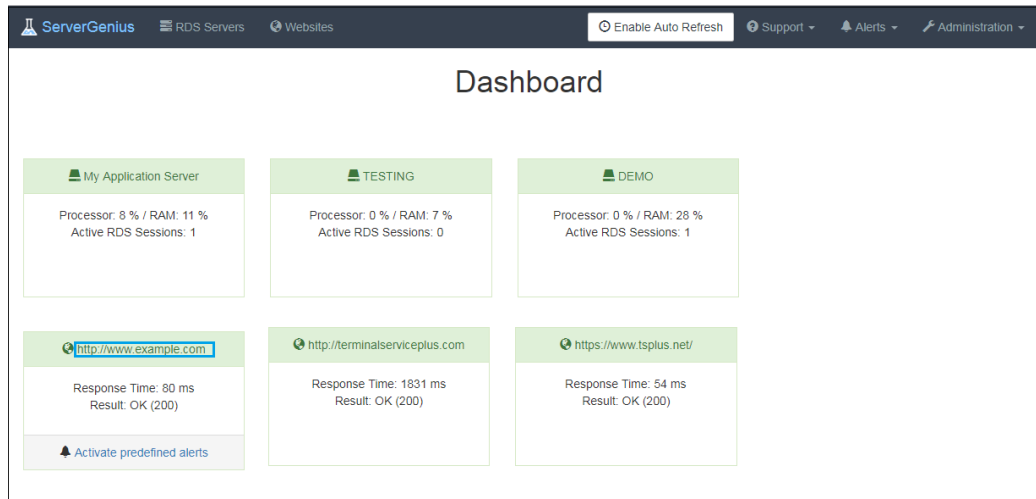 ServerGenius RDS Servers Websites Enable Auto Refresh Support Alerts Administration
Dashboard
My Application Server
Processor: 8 % / RAM: 11 %
Active RDS Sessions: 1
TESTING
Processor: 0 % / RAM: 7 %
Active RDS Sessions: 0
DEMO
Processor: 0 % / RAM: 28 %
Active RDS Sessions: 1
http://www.example.com
Response Time: 80 ms
Result: OK (200)
Activate predefined alerts
http://terminalserviceplus.com
Response Time: 1831 ms
Result: OK (200)
https://www.tsplus.net/
Response Time: 54 ms
Result: OK (200)